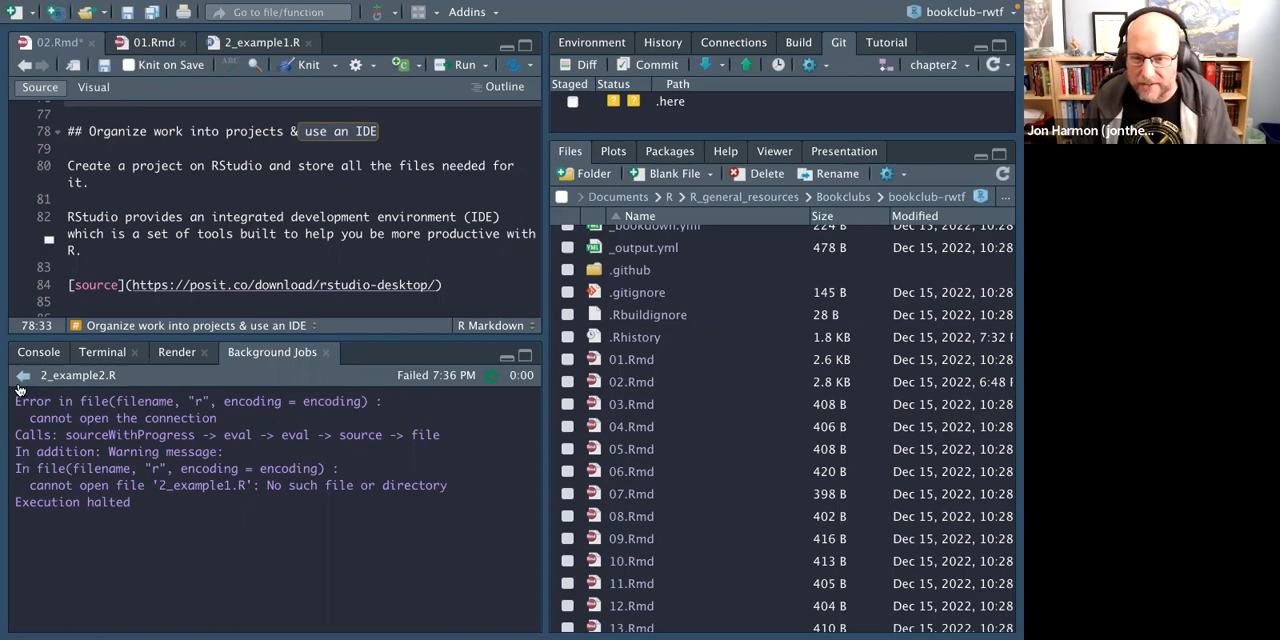 Go to file/function
Addins
bookclub-rwtf
02.Rmd*
01.Rmd
2_example1.R
Knit on Save
ABC
Knit
Run
Source
Visual
Outline
77
78
## Organize work into projects & use an IDE
79
80
Create a project on RStudio and store all the files needed for
it.
81
82
RStudio provides an integrated development environment (IDE)
which is a set of tools built to help you be more productive with
R.
83
84
[source](https://posit.co/download/rstudio-desktop/)
85
78:33
Organize work into projects & use an IDE
R Markdown
Console
Terminal
Render
Background Jobs
2_example2.R
Failed 7:36 PM
0:00
Error in file(filename, "r", encoding = encoding) :
cannot open the connection
Calls: sourceWithProgress -> eval -> eval -> source -> file
In addition: Warning message:
In file(filename, "r", encoding = encoding) :
cannot open file '2_example1.R': No such file or directory
Execution halted
Environment
History
Connections
Build
Git
Tutorial
Diff
Commit
chapter2
Staged
Status
Path
.here
Files
Plots
Packages
Help
Viewer
Presentation
Folder
Blank File
Delete
Rename
Documents
R
R_general_resources
Bookclubs
bookclub-rwtf
...
Name
Size
Modified
_bookdown.yml
224 B
Dec 15, 2022, 10:28
_output.yml
478 B
Dec 15, 2022, 10:28
.github
.gitignore
145 B
Dec 15, 2022, 10:28
.Rbuildignore
28 B
Dec 15, 2022, 10:28
.Rhistory
1.8 KB
Dec 15, 2022, 7:32
01.Rmd
2.6 KB
Dec 15, 2022, 10:28
02.Rmd
2.8 KB
Dec 15, 2022, 6:48
03.Rmd
408 B
Dec 15, 2022, 10:28
04.Rmd
406 B
Dec 15, 2022, 10:28
05.Rmd
408 B
Dec 15, 2022, 10:28
06.Rmd
420 B
Dec 15, 2022, 10:28
07.Rmd
398 B
Dec 15, 2022, 10:28
08.Rmd
402 B
Dec 15, 2022, 10:28
09.Rmd
416 B
Dec 15, 2022, 10:28
10.Rmd
413 B
Dec 15, 2022, 10:28
11.Rmd
405 B
Dec 15, 2022, 10:28
12.Rmd
404 B
Dec 15, 2022, 10:28
13.Rmd
410 B
Dec 15, 2022, 10:28
Jon Harmon (jonthe...